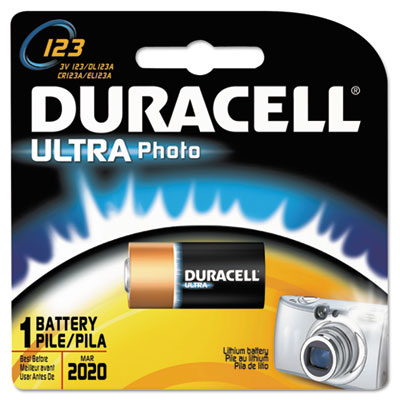 123
3V 123/DL123A
CR123A/EL123A
DURACELL®
ULTRA Photo
DURACELL
ULTRA
1 BATTERY
PILE/PILA
Best Before
Meilleur avant
Usar Antes De
MAR
2020
Lithium battery
Pile au lithium
Pila de litio